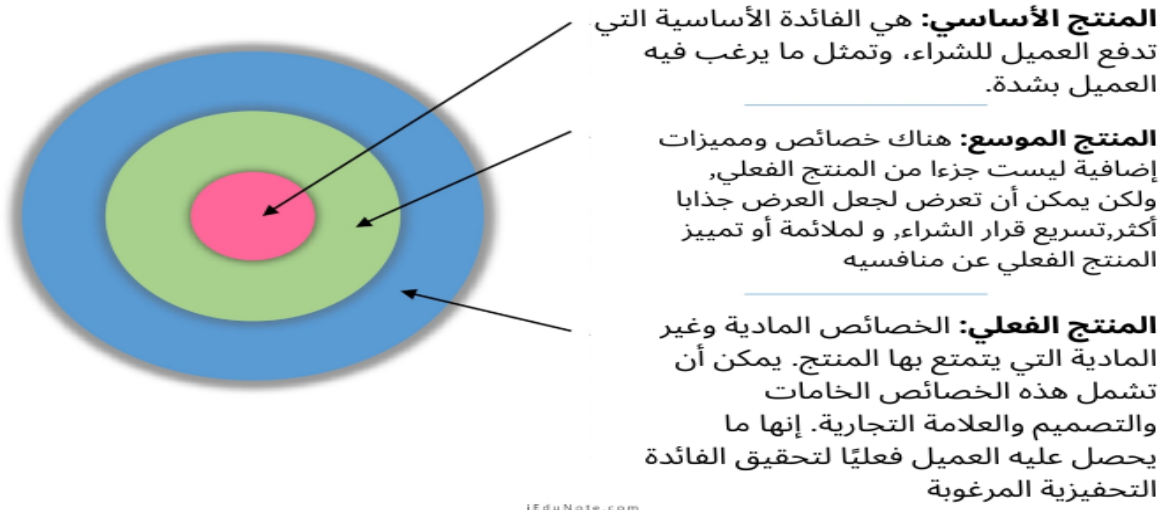 المنتج الأساسي: هي الفائدة الأساسية التي
تدفع العميل للشراء، وتمثل ما يرغب فيه
العميل بشدة.
المنتج الموسع: هناك خصائص ومميزات
إضافية ليست جزءا من المنتج الفعلي,
ولكن يمكن أن تعرض لجعل العرض جذابا
أكثر,تسريع قرار الشراء, و لملائمة أو تمييز
المنتج الفعلي عن منافسيه
المنتج الفعلي: الخصائص المادية وغير
المادية التي يتمتع بها المنتج. يمكن أن
تشمل هذه الخصائص الخامات
والتصميم والعلامة التجارية. إنها ما
يحصل عليه العميل فعليًا لتحقيق الفائدة
التحفيزية المرغوبة
iEduNote.com